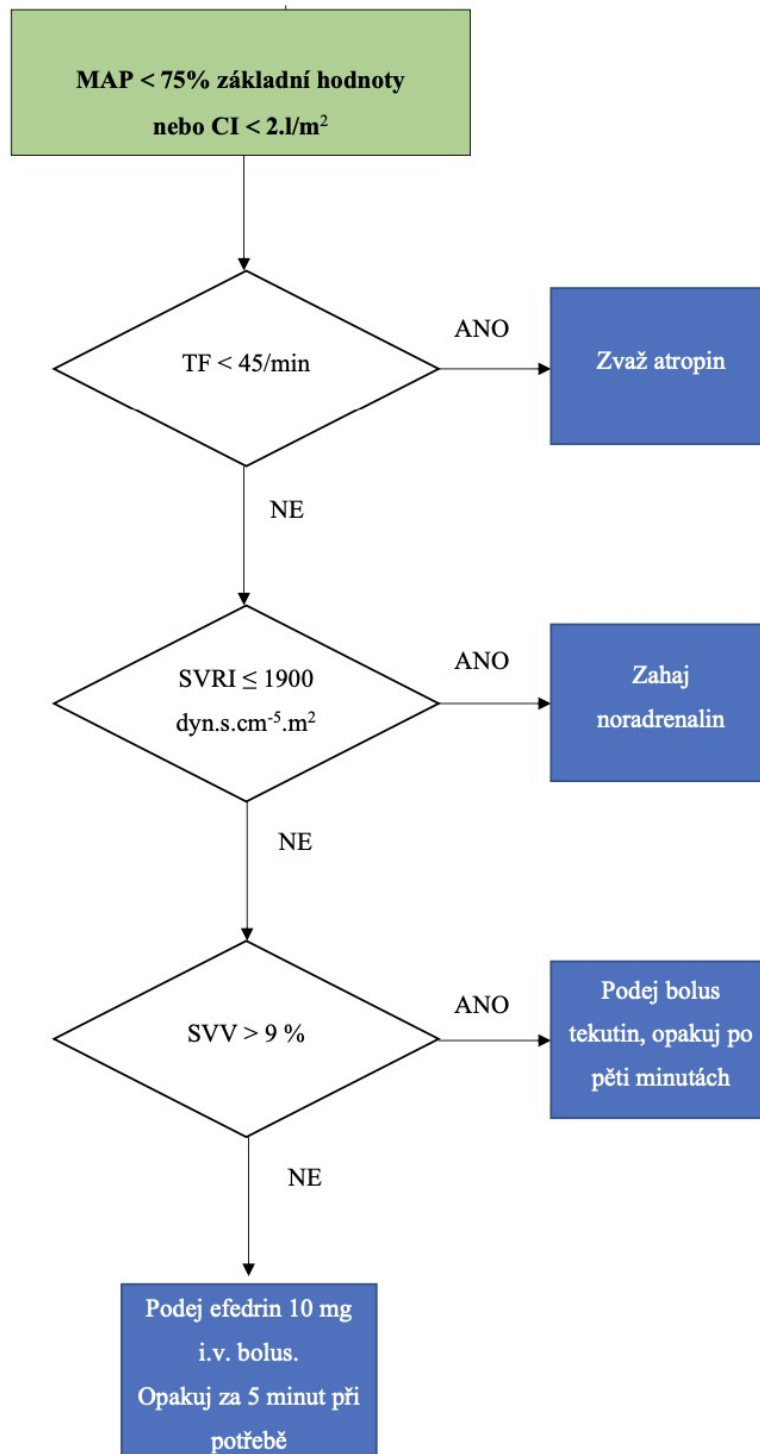 MAP < 75% základní hodnoty
nebo CI < 2.l/m²
TF < 45/min
ANO
Zvaž atropin
NE
SVRI ≤ 1900
dyn.s.cm⁻⁵.m²
ANO
Zahaj
noradrenalin
NE
SVV > 9 %
ANO
Podej bolus
tekutin, opakuj po
pěti minutách
NE
Podej efedrin 10 mg
i.v. bolus.
Opakuj za 5 minut při
potřebě